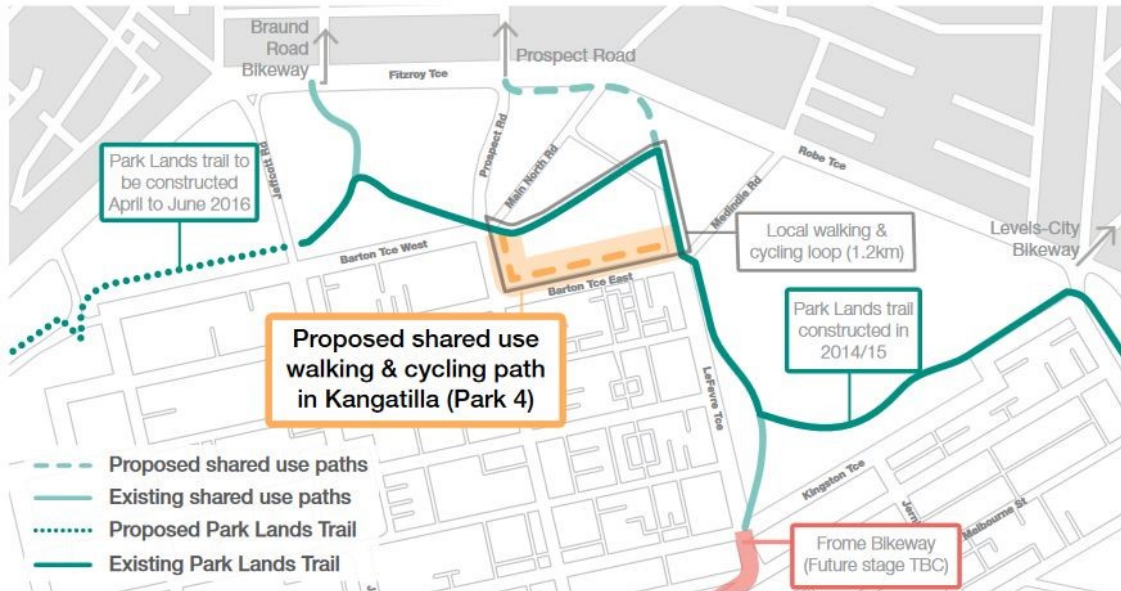 Braund
Road
Bikeway
Prospect Road
Fitzroy Tce
Jeffcott Rd
Prospect Rd
Main North Rd
Robe Tce
Medindie Rd
Park Lands trail to
be constructed
April to June 2016
Local walking &
cycling loop (1.2km)
Levels-City
Bikeway
Barton Tce West
Barton Tce East
Park Lands trail
constructed in
2014/15
Proposed shared use
walking & cycling path
in Kangatilla (Park 4)
LeFevre Tce
Kingston Tce
Melbourne St
Frome Bikeway
(Future stage TBC)
Proposed shared use paths
Existing shared use paths
Proposed Park Lands Trail
Existing Park Lands Trail